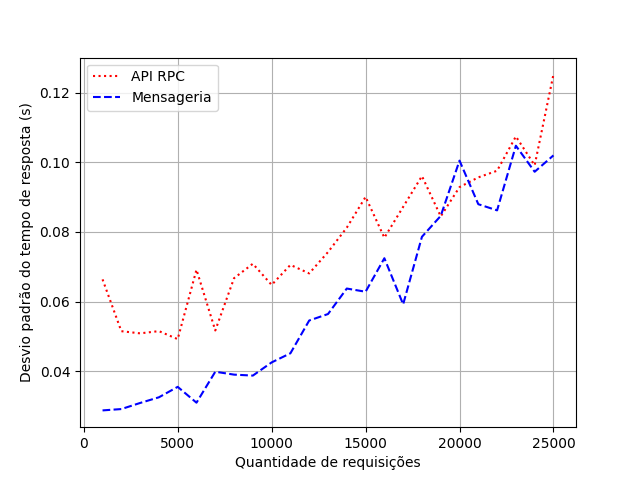 API RPC
Mensageria
Desvio padrão do tempo de resposta (s)
0.12
0.10
0.08
0.06
0.04
0 5000 10000 15000 20000 25000
Quantidade de requisições